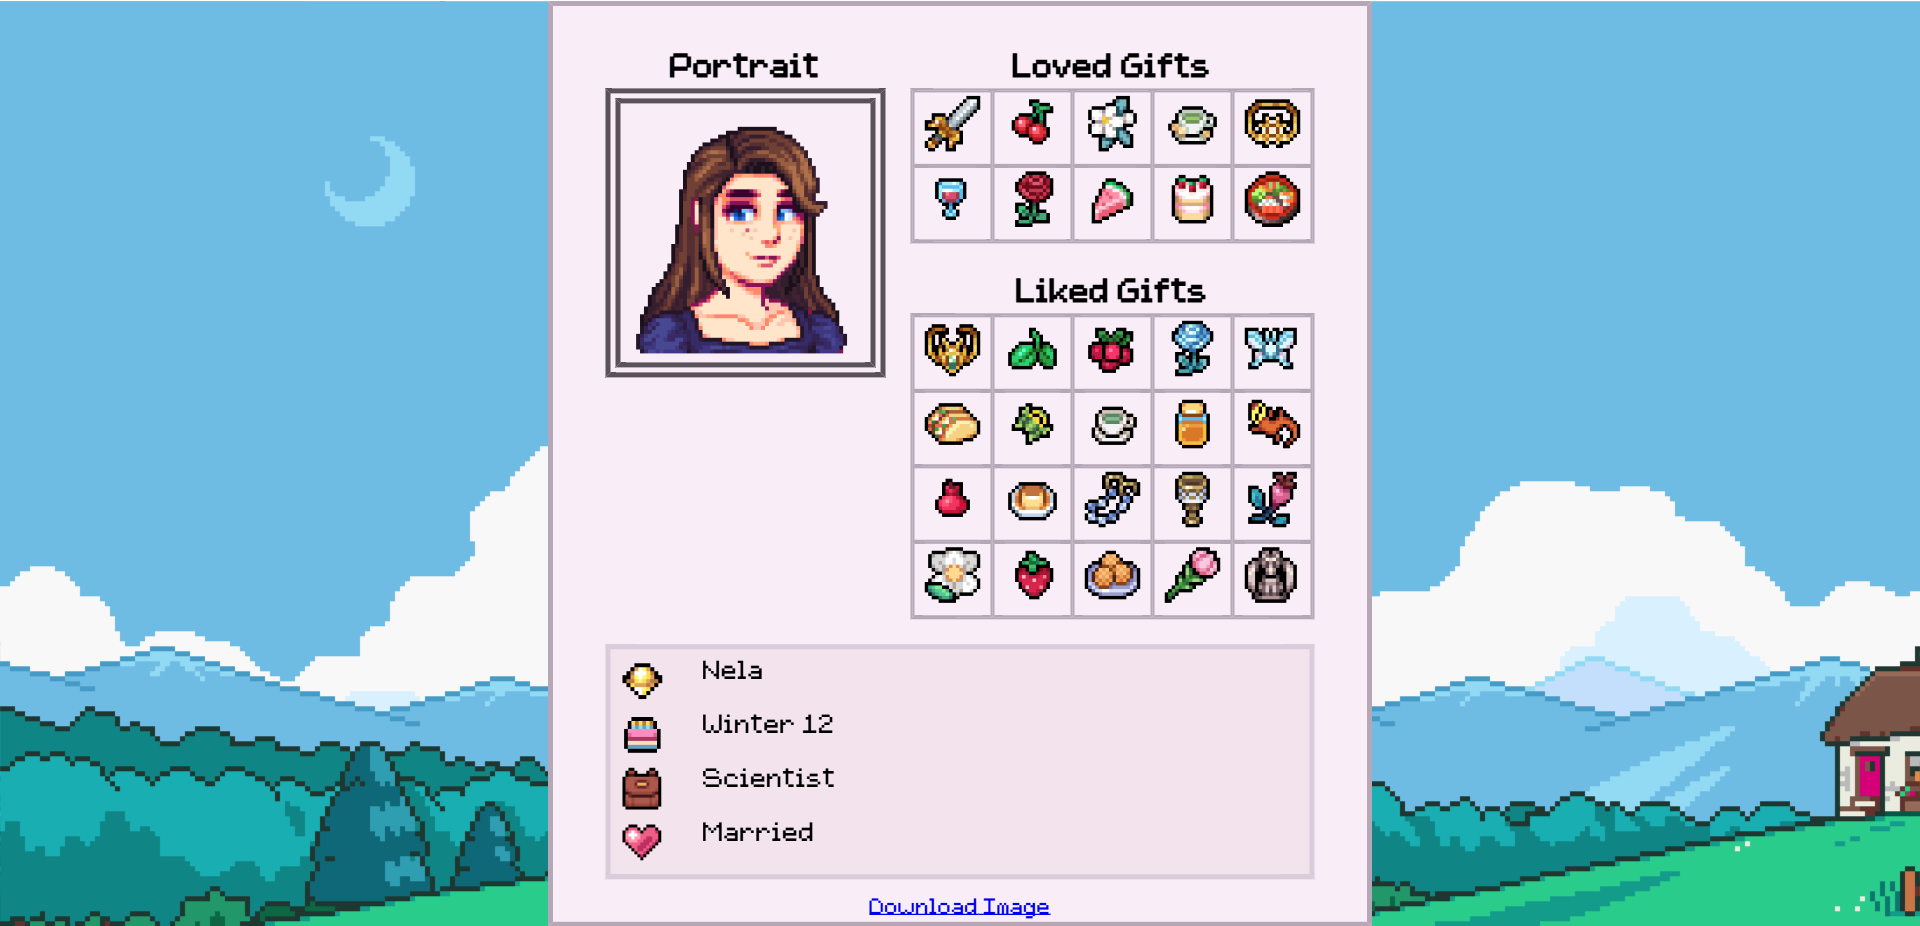 Portrait
Loved Gifts
Liked Gifts
Nela
Winter 12
Scientist
Married
Download Image